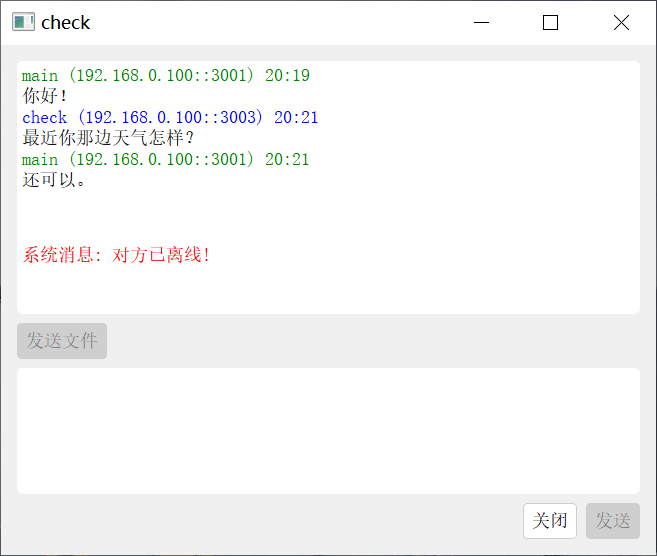 check
main (192.168.0.100::3001) 20:19
你好!
check (192.168.0.100::3003) 20:21
最近你那边天气怎样?
main (192.168.0.100::3001) 20:21
还可以。
系统消息: 对方已离线!
发送文件
关闭 发送